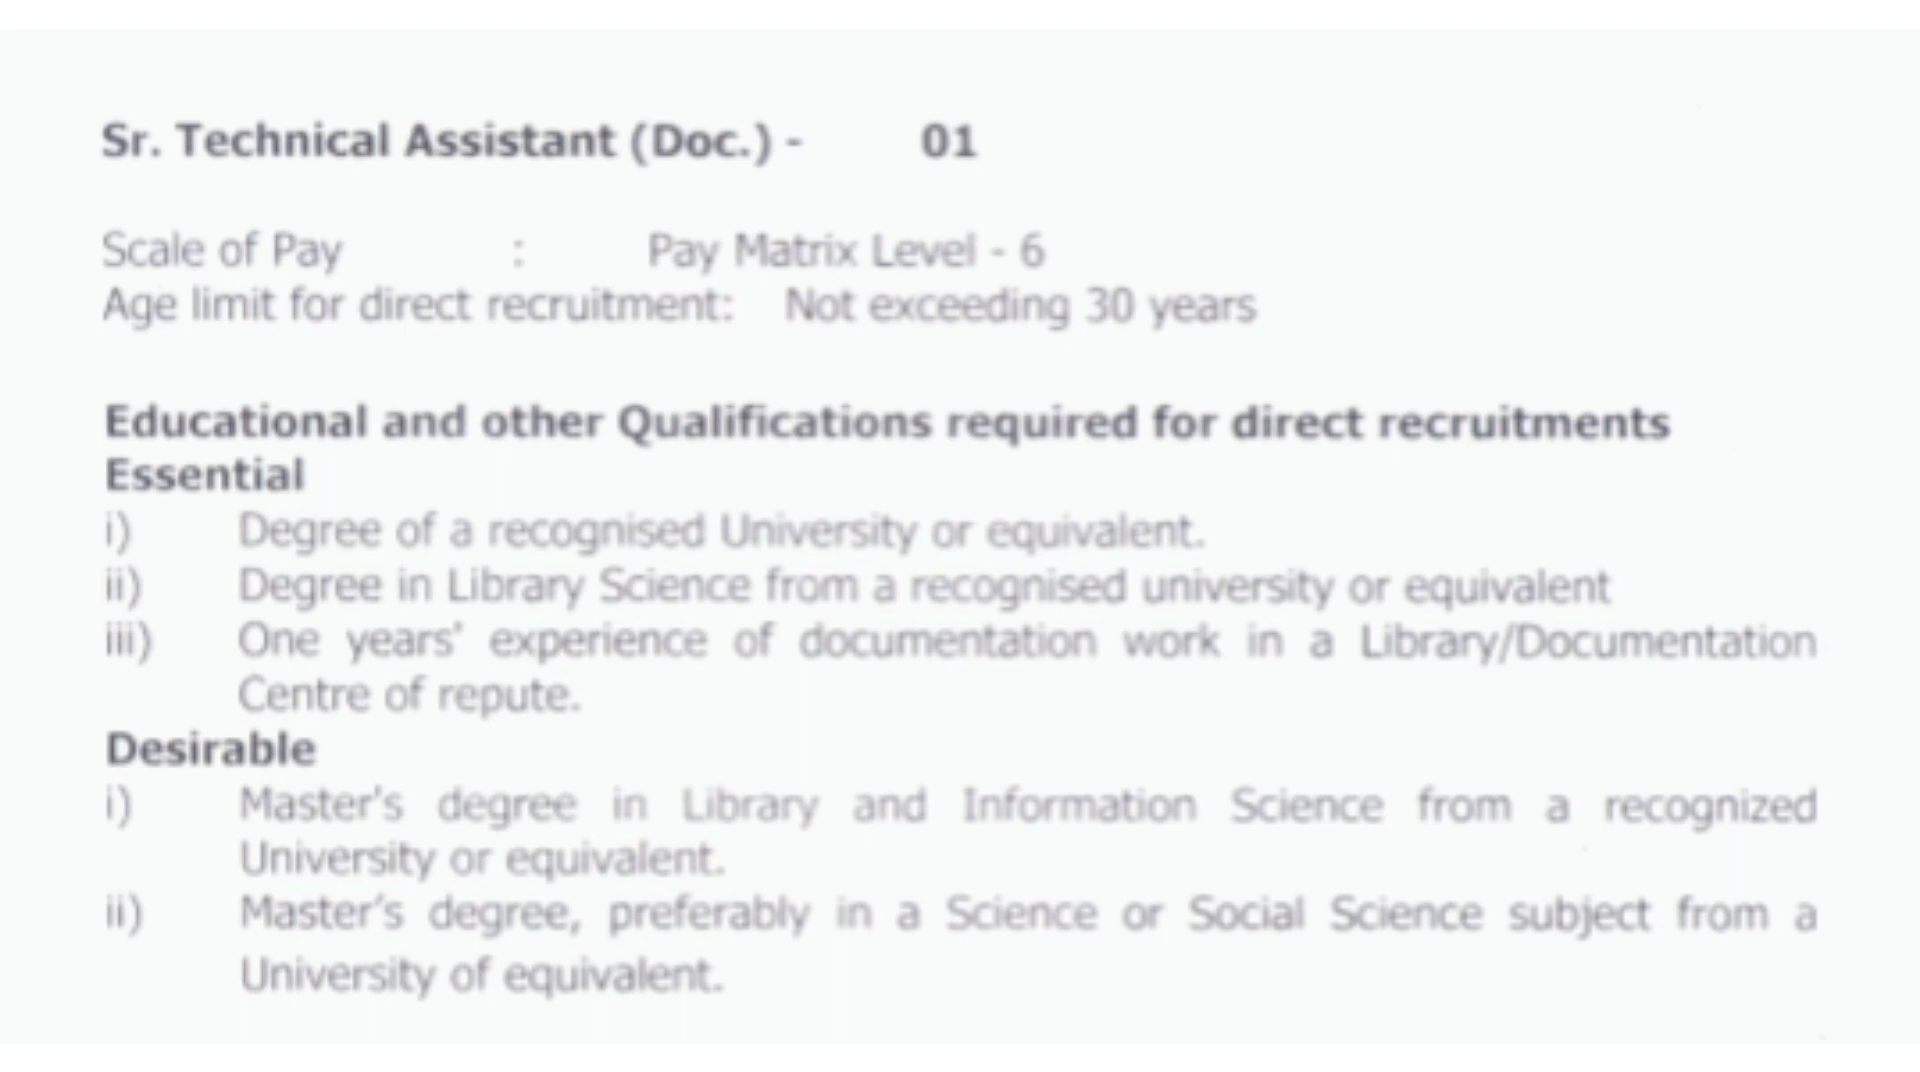 Sr. Technical Assistant (Doc.) - 01
Scale of Pay : Pay Matrix Level - 6
Age limit for direct recruitment: Not exceeding 30 years
Educational and other Qualifications required for direct recruitments
Essential
i) Degree of a recognised University or equivalent.
ii) Degree in Library Science from a recognised university or equivalent
iii) One years' experience of documentation work in a Library/Documentation
Centre of repute.
Desirable
i) Master's degree in Library and Information Science from a recognized
University or equivalent.
ii) Master's degree, preferably in a Science or Social Science subject from a
University of equivalent.